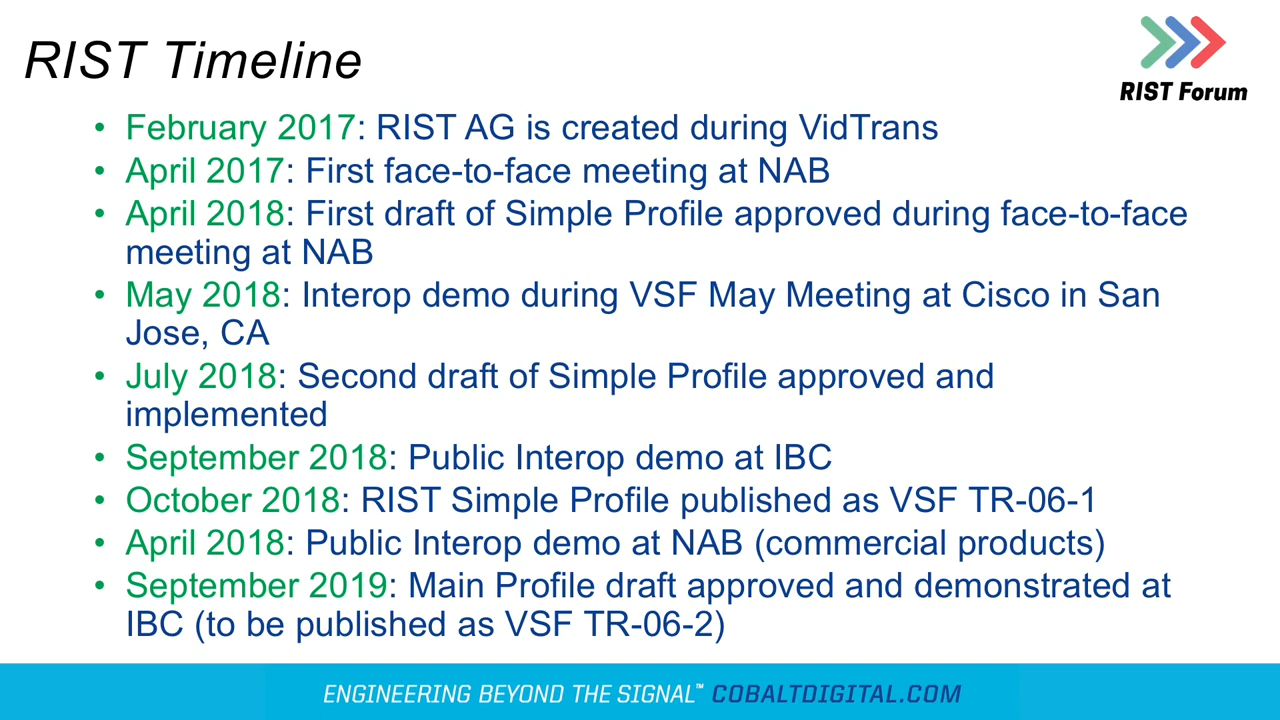 RIST Timeline
RIST Forum
• February 2017: RIST AG is created during VidTrans
• April 2017: First face-to-face meeting at NAB
• April 2018: First draft of Simple Profile approved during face-to-face
meeting at NAB
• May 2018: Interop demo during VSF May Meeting at Cisco in San
Jose, CA
• July 2018: Second draft of Simple Profile approved and
implemented
• September 2018: Public Interop demo at IBC
• October 2018: RIST Simple Profile published as VSF TR-06-1
• April 2018: Public Interop demo at NAB (commercial products)
• September 2019: Main Profile draft approved and demonstrated at
IBC (to be published as VSF TR-06-2)
ENGINEERING BEYOND THE SIGNAL™ COBALTDIGITAL.COM